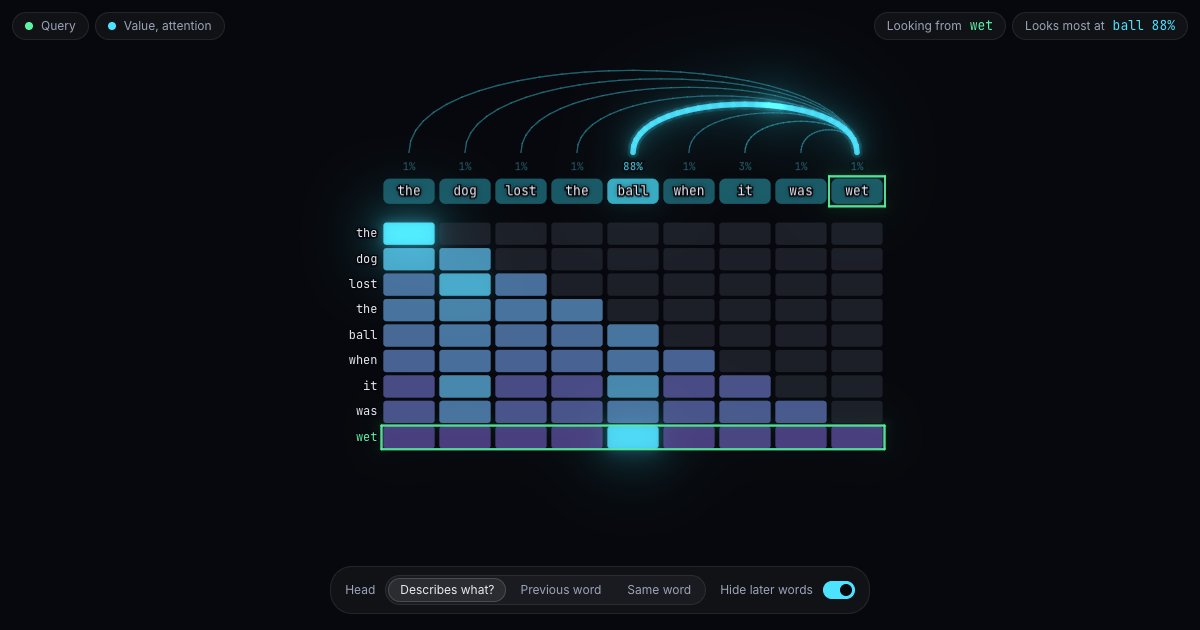 Query Value, attention Looking from wet Looks most at ball 88%
1% 1% 1% 1% 88% 1% 3% 1% 1%
the dog lost the ball when it was wet
the
dog
lost
the
ball
when
it
was
wet
Head Describes what? Previous word Same word Hide later words